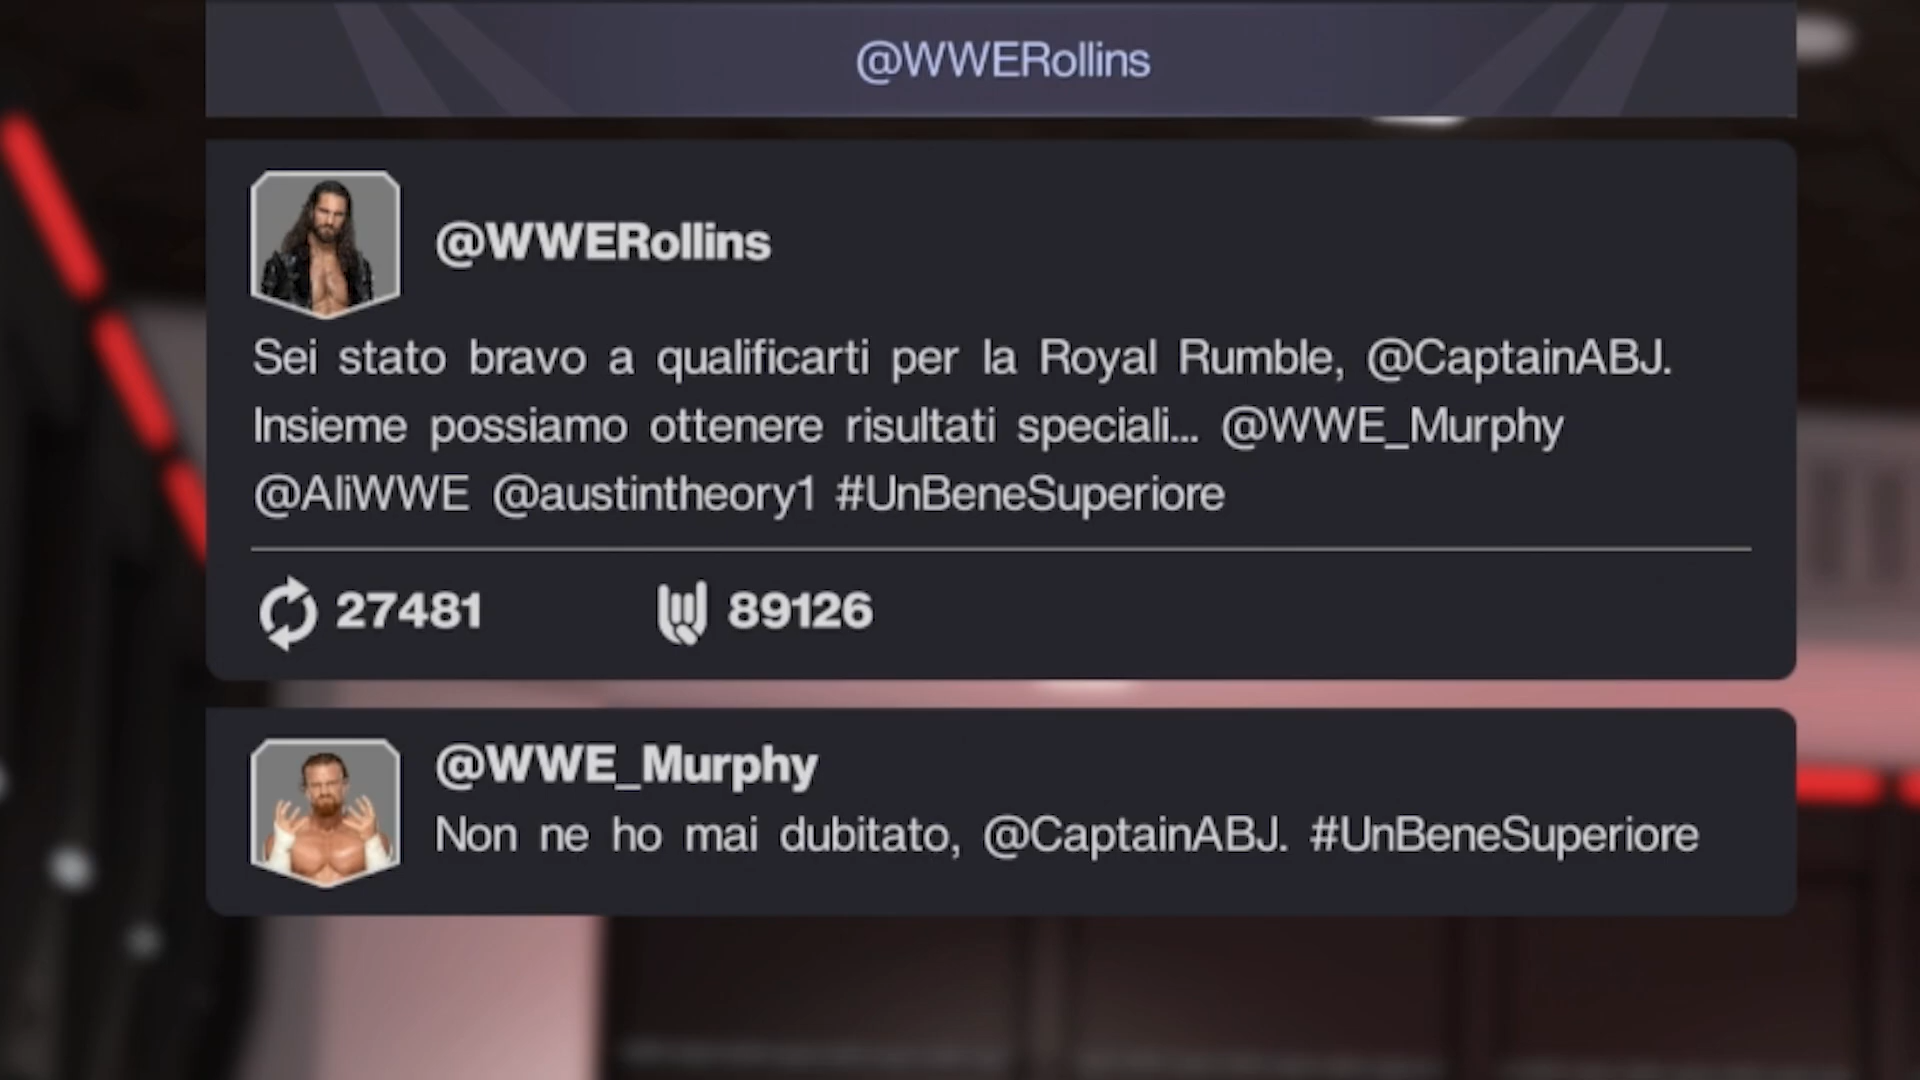 @WWERollins
@WWERollins
Sei stato bravo a qualificarti per la Royal Rumble, @CaptainABJ.
Insieme possiamo ottenere risultati speciali... @WWE_Murphy
@AliWWE @austintheory1 #UnBeneSuperiore
27481 89126
@WWE_Murphy
Non ne ho mai dubitato, @CaptainABJ. #UnBeneSuperiore